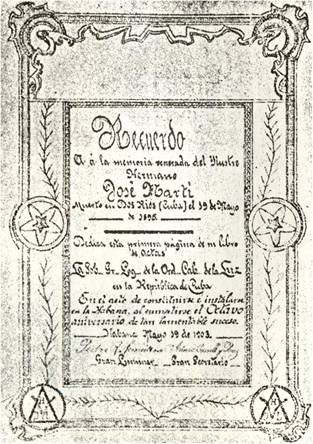 Recuerdo
A á la memoria venerada del Ilustre
Hermano
José Martí
Muerto en Dos Ríos (Cuba) el 19 de Mayo
de 1895.
Dedica esta primera página de su libro
de Actas
La Sob. Gr. Log. de la Ord. Cab. de la Luz
en la República de Cuba
En el acto de constituirse e instalarse
en la Habana, al cumplirse el Octavo
aniversario de tan lamentable suceso.
Habana Mayo 19 de 1903.
Gran Luminar Gran Secretario